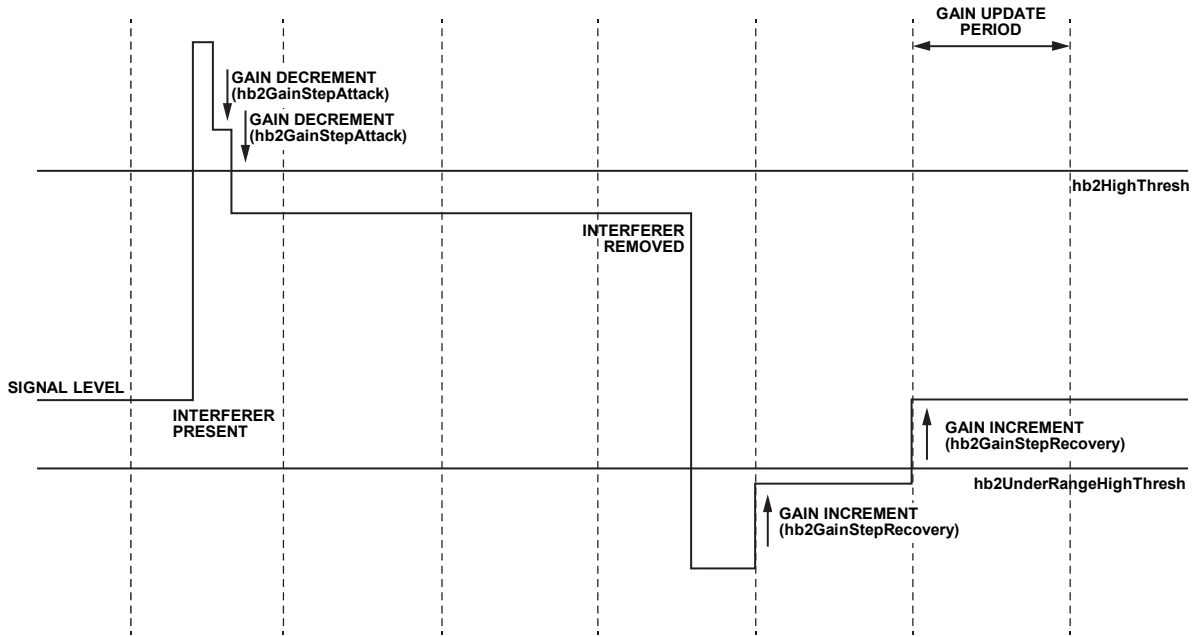 GAIN UPDATE
PERIOD
GAIN DECREMENT
(hb2GainStepAttack)
GAIN DECREMENT
(hb2GainStepAttack)
hb2HighThresh
INTERFERER
REMOVED
SIGNAL LEVEL
INTERFERER
PRESENT
GAIN INCREMENT
(hb2GainStepRecovery)
hb2UnderRangeHighThresh
GAIN INCREMENT
(hb2GainStepRecovery)